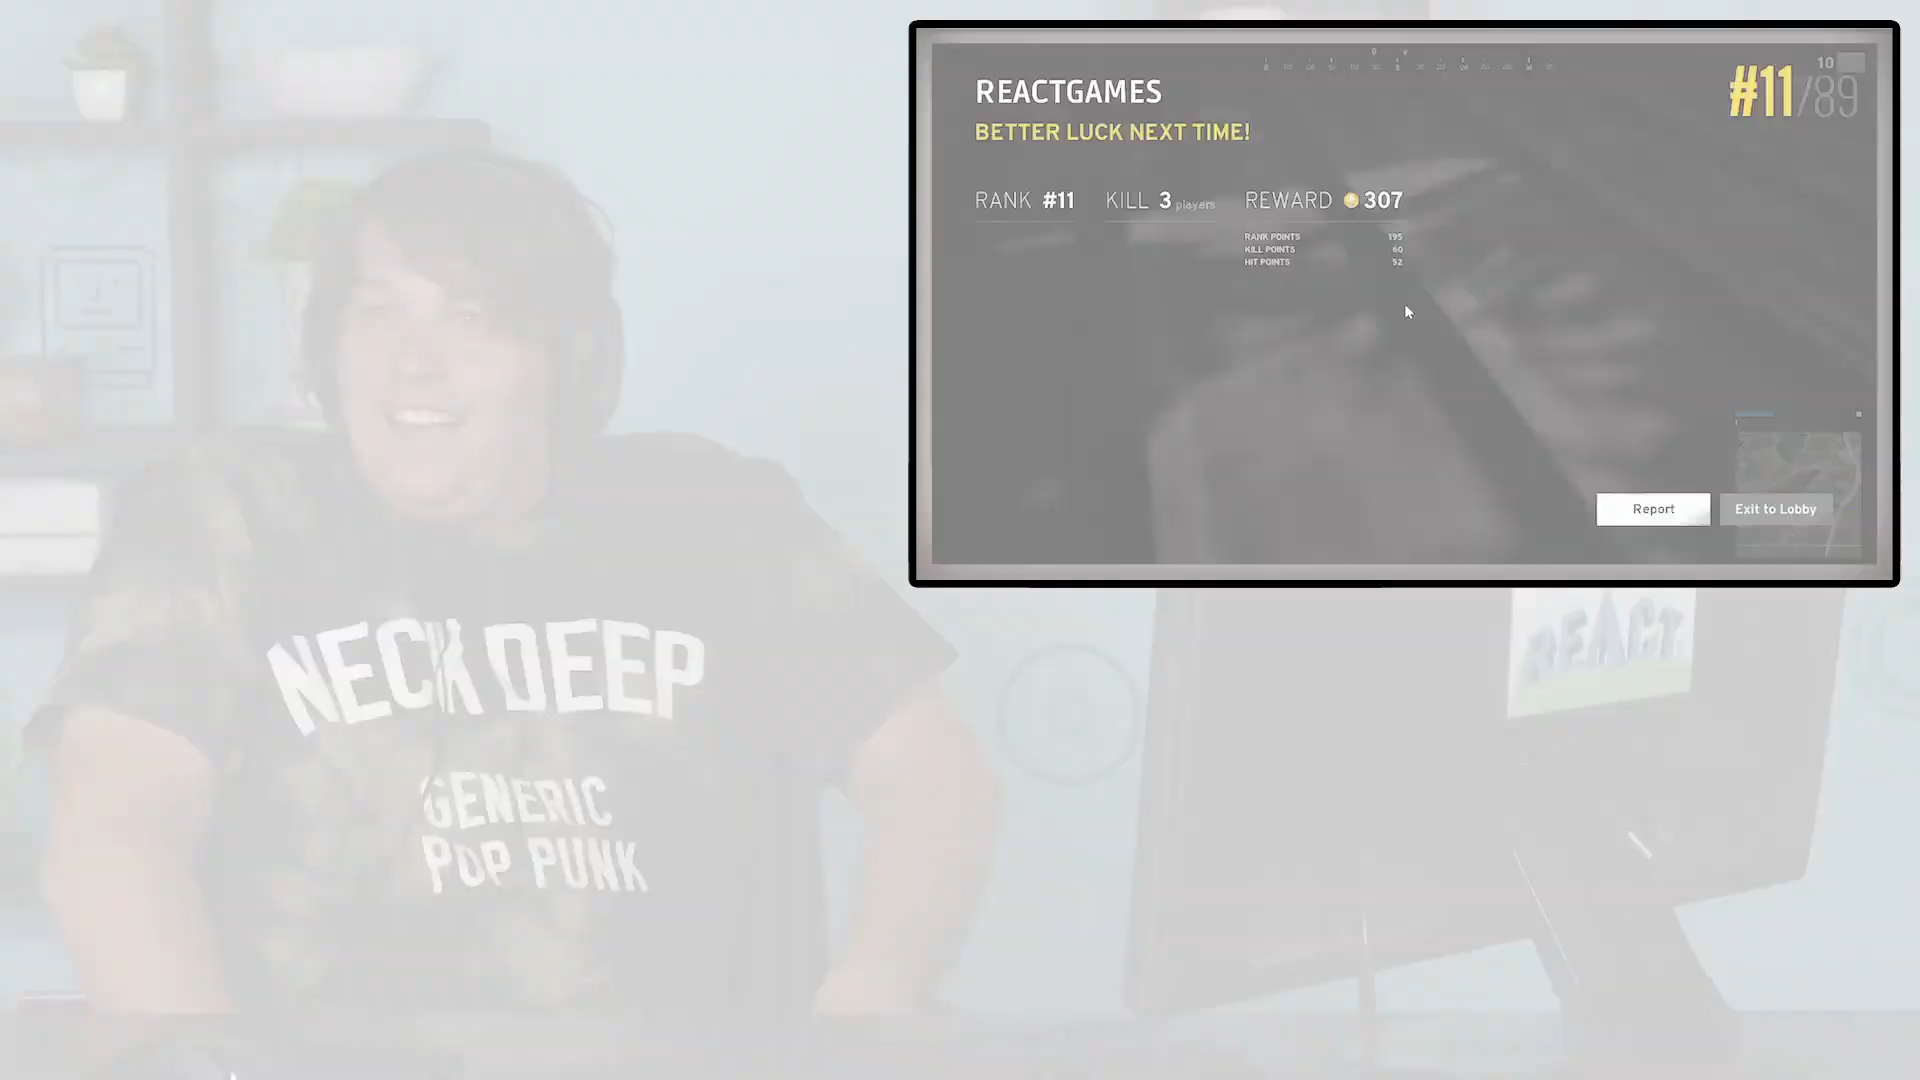 REACTGAMES
BETTER LUCK NEXT TIME!
#11/89
10
RANK #11 KILL 3 players REWARD 307
RANK POINTS 195
KILL POINTS 60
HIT POINTS 52
Report
Exit to Lobby
REACT
NECK DEEP
GENERIC
POP PUNK